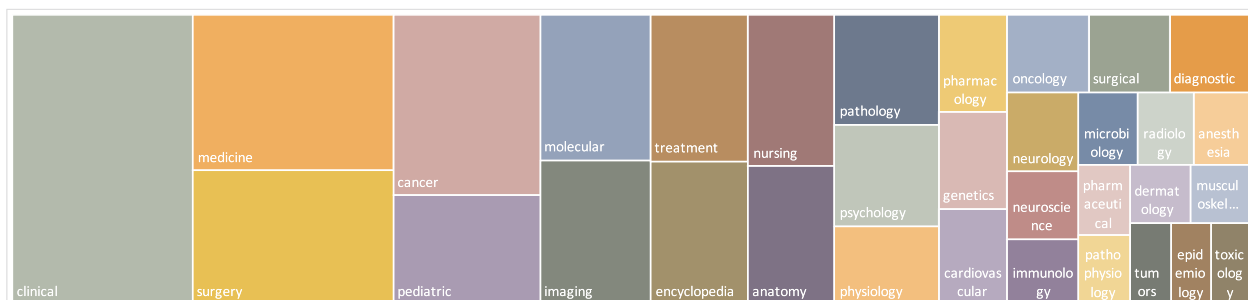 clinical
medicine
surgery
cancer
pediatric
molecular
imaging
treatment
encyclopedia
nursing
anatomy
pathology
psychology
physiology
pharmac
ology
genetics
cardiovas
cular
oncology
surgical
diagnostic
neurology
neuroscie
nce
immunolo
gy
microbi
ology
radiolo
gy
anesth
esia
pharm
aceuti
cal
dermat
ology
muscul
oskel...
patho
physio
logy
tum
ors
epid
emio
logy
toxic
olog
y